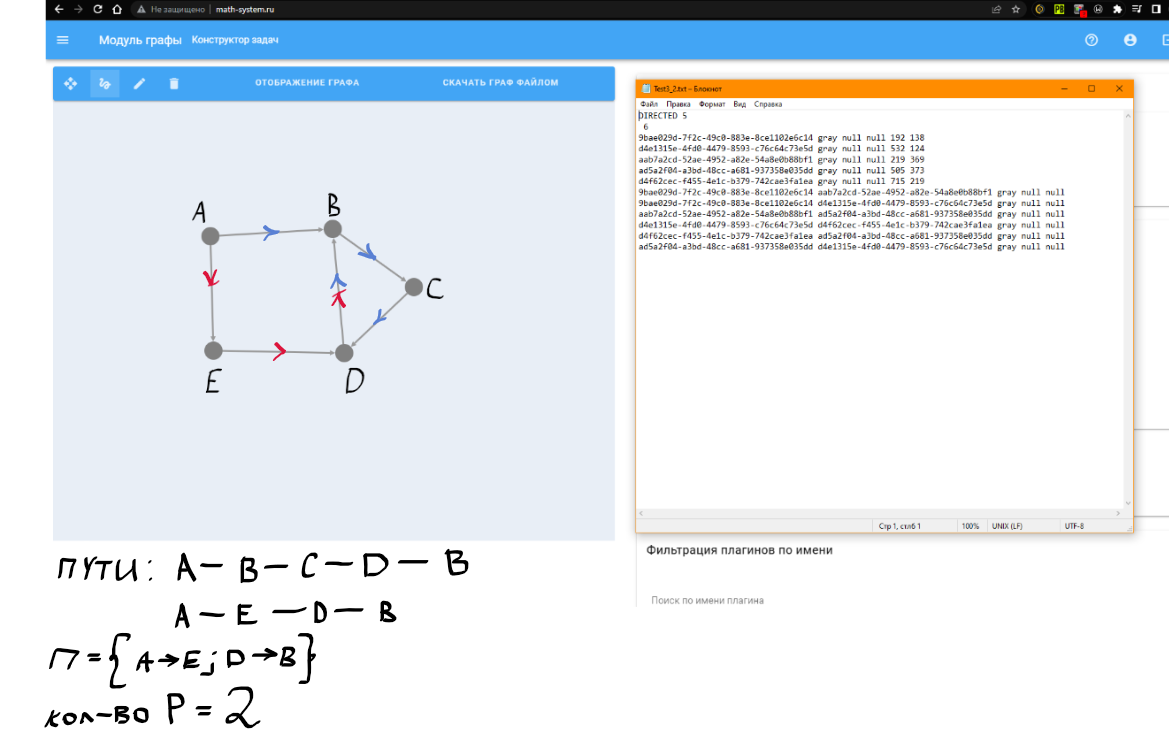 Не защищено | math-system.ru
Модуль графы Конструктор задач
ОТОБРАЖЕНИЕ ГРАФА СКАЧАТЬ ГРАФ ФАЙЛОМ
Test3_2.txt – Блокнот
Файл Правка Формат Вид Справка
DIRECTED 5
6
9bae029d-7f2c-49c0-883e-8ce1102e6c14 gray null null 192 138
d4e1315e-4fd0-4479-8593-c76c64c73e5d gray null null 532 124
aab7a2cd-52ae-4952-a82e-54a8e0b88bf1 gray null null 219 369
ad5a2f04-a3bd-48cc-a681-937358e035dd gray null null 505 373
d4f62cec-f455-4e1c-b379-742cae3fa1ea gray null null 715 219
9bae029d-7f2c-49c0-883e-8ce1102e6c14 aab7a2cd-52ae-4952-a82e-54a8e0b88bf1 gray null null
9bae029d-7f2c-49c0-883e-8ce1102e6c14 d4e1315e-4fd0-4479-8593-c76c64c73e5d gray null null
aab7a2cd-52ae-4952-a82e-54a8e0b88bf1 ad5a2f04-a3bd-48cc-a681-937358e035dd gray null null
d4e1315e-4fd0-4479-8593-c76c64c73e5d d4f62cec-f455-4e1c-b379-742cae3fa1ea gray null null
d4f62cec-f455-4e1c-b379-742cae3fa1ea ad5a2f04-a3bd-48cc-a681-937358e035dd gray null null
ad5a2f04-a3bd-48cc-a681-937358e035dd d4e1315e-4fd0-4479-8593-c76c64c73e5d gray null null
A
B
C
E
D
Стр 1, стлб 1 100% UNIX (LF) UTF-8
Фильтрация плагинов по имени
Поиск по имени плагина
ПУТИ: A – B – C – D – B
A – E – D – B
П = {A→E; D→B}
КОЛ-ВО P = 2